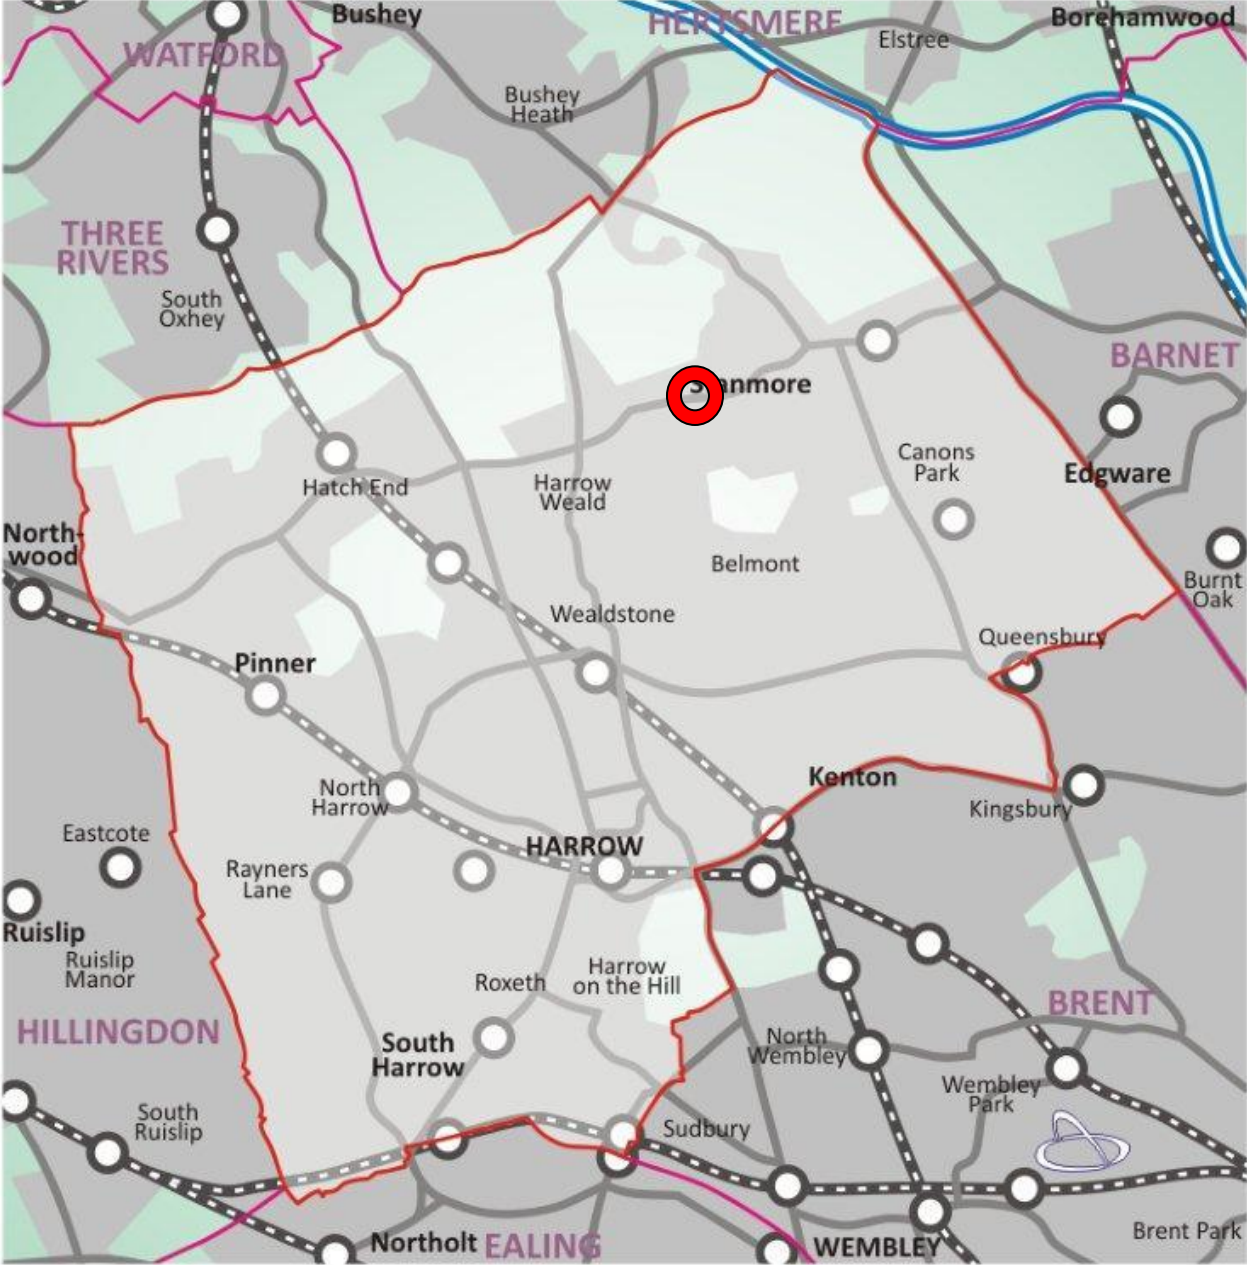 Bushey
HERTSMERE
Borehamwood
Elstree
WATFORD
Bushey
Heath
THREE
RIVERS
South
Oxhey
BARNET
Stanmore
Canons
Park
Edgware
Hatch End
Harrow
Weald
North-
wood
Belmont
Burnt
Oak
Wealdstone
Queensbury
Pinner
Kenton
North
Harrow
Kingsbury
Eastcote
HARROW
Rayners
Lane
Ruislip
Ruislip
Manor
Harrow
on the Hill
Roxeth
BRENT
HILLINGDON
South
Harrow
North
Wembley
Wembley
Park
South
Ruislip
Sudbury
Northolt
EALING
WEMBLEY
Brent Park